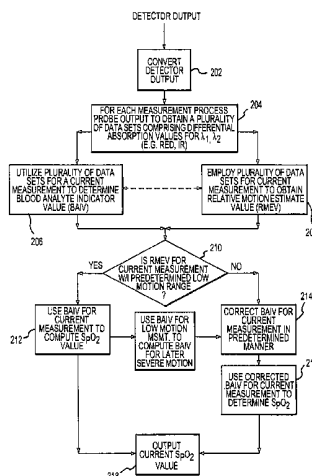 DETECTOR OUTPUT
CONVERT
DETECTOR
OUTPUT
202
204
FOR EACH MEASUREMENT PROCESS
PROBE OUTPUT TO OBTAIN A PLURALITY
OF DATA SETS COMPRISING DIFFERENTIAL
ABSORPTION VALUES FOR λ1, λ2
(E.G. RED, IR)
UTILIZE PLURALITY OF DATA
SETS FOR A CURRENT
MEASUREMENT TO DETERMINE
BLOOD ANALYTE INDICATOR
VALUE (BAIV)
206
EMPLOY PLURALITY OF DATA
SETS FOR CURRENT
MEASUREMENT TO OBTAIN
RELATIVE MOTION ESTIMATE
VALUE (RMEV)
210
YES
IS RMEV FOR
CURRENT MEASUREMENT
W/I PREDETERMINED LOW
MOTION RANGE
?
NO
212
USE BAIV FOR
CURRENT
MEASUREMENT TO
COMPUTE SpO2
VALUE
USE BAIV FOR
LOW MOTION
MSMT. TO
COMPUTE BAIV
FOR LATER
SEVERE MOTION
214
CORRECT BAIV FOR
CURRENT MEASUREMENT
IN PREDETERMINED
MANNER
USE CORRECTED
BAIV FOR CURRENT
MEASUREMENT TO
DETERMINE SpO2
OUTPUT
CURRENT SpO2
VALUE
218